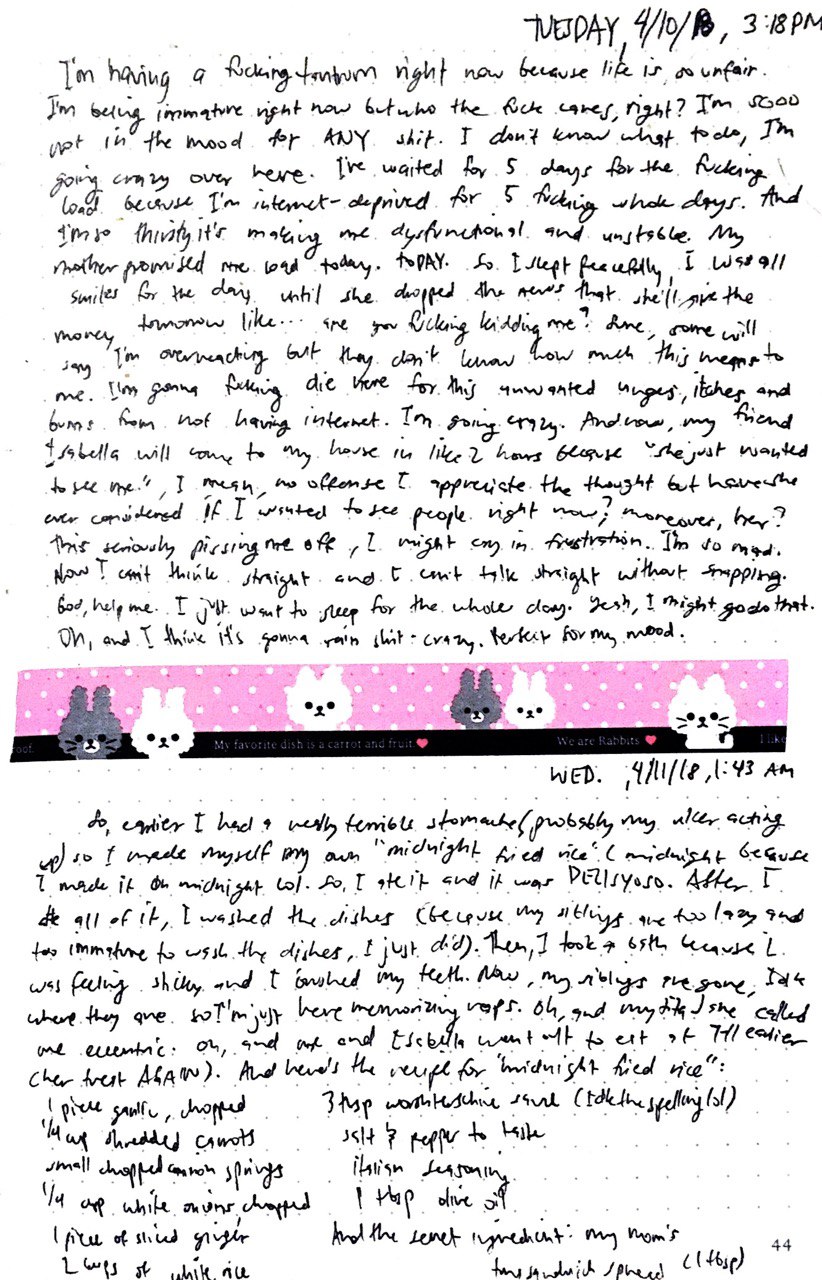 TUESDAY, 4/10/18, 3:18PM
I'm having a fucking tantrum right now because life is so unfair.
I'm being immature right now but who the fuck cares, right? I'm sooo
not in the mood for ANY shit. I don't know what to do, I'm
going crazy over here. I've waited for 5 days for the fucking
load because I'm internet-deprived for 5 fucking whole days. And
I'm so thirsty it's making me dysfunctional and unstable. My
mother promised me load today. toDAY. So I slept peacefully, I was all
smiles for the day until she dropped the news that she'll give the
money tomorrow like... are you fucking kidding me? Sure, some will
say I'm overreacting but they don't know how much this means to
me. I'm gonna fucking die here for this unwanted urges, itches and
burns from not having internet. I'm going crazy. And now, my friend
Isabella will come to my house in like 2 hours because "she just wanted
to see me.", I mean, no offense I appreciate the thought but have she
ever considered if I wanted to see people right now? moreover, her?
This seriously pissing me off, I might cry in frustration. I'm so mad.
Now I can't think straight and I can't talk straight without snapping.
God, help me. I just want to sleep for the whole day. Yeah, I might go do that.
Oh, and I think it's gonna rain shit-crazy. Perfect for my mood.
oof. My favorite dish is a carrot and fruit. We are Rabbits I like
WED. , 4/11/18, 1:43 AM
So, earlier I had a really terrible stomache (probably my ulcer acting
up) so I made myself my own "midnight fried rice" (midnight because
I made it on midnight lol. So, I ate it and it was DELISYOSO. After I
ate all of it, I washed the dishes (because my siblings are too lazy and
too immature to wash the dishes, I just did). Then, I took a bath because I
was feeling sticky and I brushed my teeth. Now, my siblings are gone, Idk
where they are so I'm just here memorizing raps. Oh, and my tita called
me eccentric. oh, and me and Isabella went out to eat at 7-11 earlier
(her treat AGAIN). And here's the recipe for "midnight fried rice":
1 piece garlic, chopped
1/4 cup shredded carrots
small chopped onion springs
1/4 cup white onions chopped
1 piece of sliced ginger
2 cups of white rice
3 tbsp worshterschire sauce (Idk the spelling lol)
salt & pepper to taste
italian seasoning
1 tbsp olive oil
And the secret ingredient: my mom's
tuna sandwich spread (1 tbsp)
44